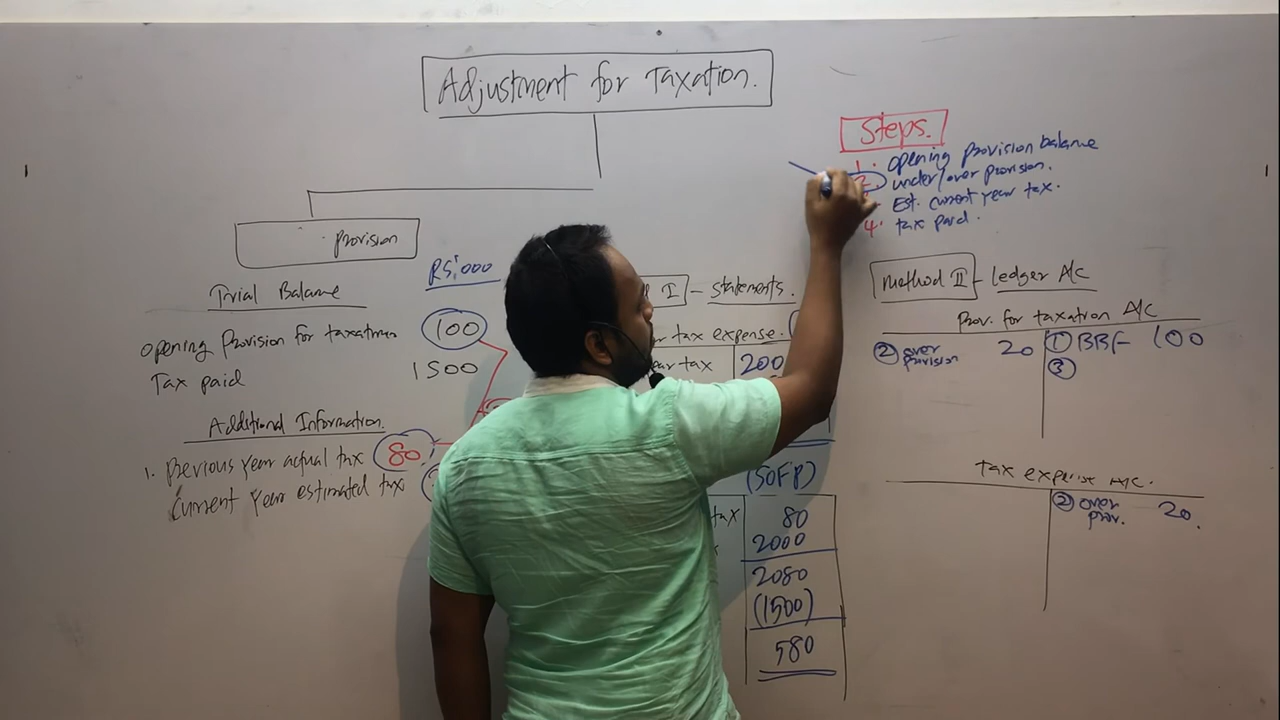 Adjustment for Taxation.
Steps.
1. opening provision balance
2. under/over provision.
Est. current year tax.
4. tax paid.
provision
Trial Balance
Rs;000
opening provision for taxation 100
Tax paid 1500
Additional Information.
1. Previous year actual tax 80
Current year estimated tax
I - statements.
tax expense.
tax 200
(SOFP)
tax 80
2000
2080
(1500)
580
Method II - ledger A/C
Prov. for taxation A/C
② over provision 20
① BBF 100
③
tax expense A/C.
② over prov. 20.